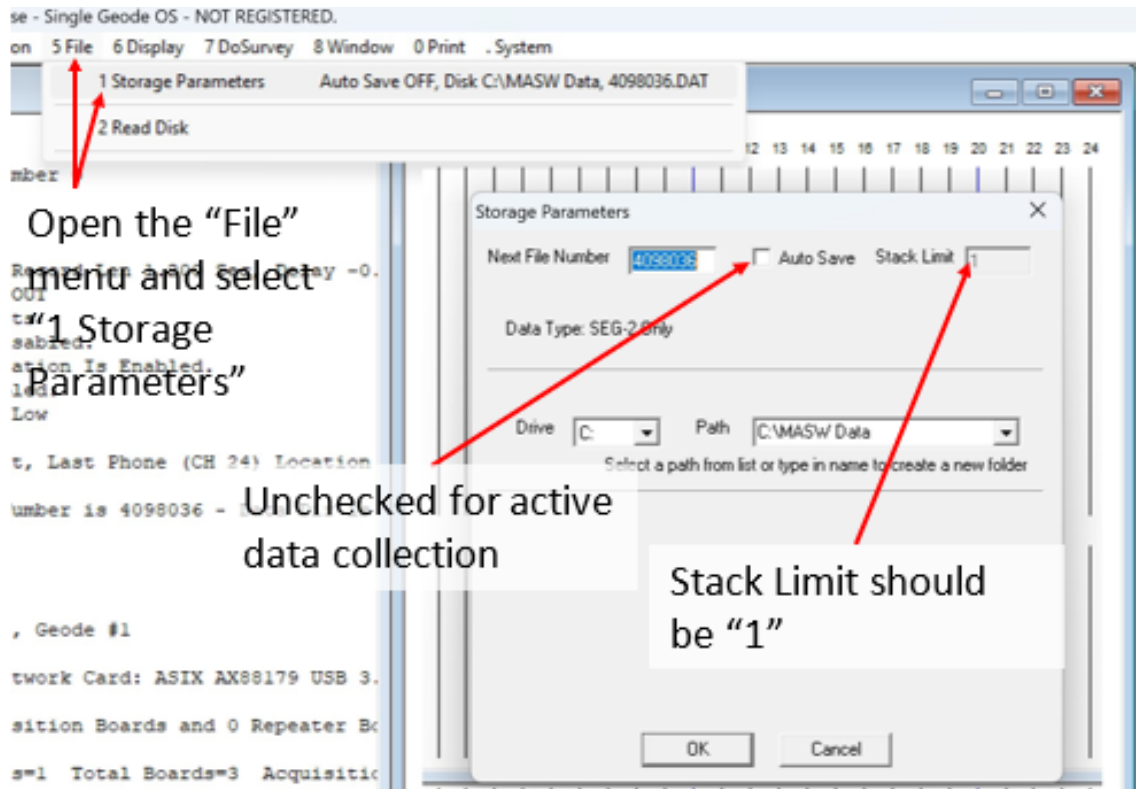 se - Single Geode OS - NOT REGISTERED.
on 5 File 6 Display 7 DoSurvey 8 Window 0 Print . System
1 Storage Parameters Auto Save OFF, Disk C:\MASW Data, 4098036.DAT
2 Read Disk
12 13 14 15 16 17 18 19 20 21 22 23 24
mber
Open the “File”
menu and select
“1 Storage
Parameters”
Delay -0.
OUT
sabled.
ation Is Enabled.
led.
Low
t, Last Phone (CH 24) Location
umber is 4098036 -
, Geode #1
twork Card: ASIX AX88179 USB 3.
sition Boards and 0 Repeater Bo
s=1 Total Boards=3 Acquisitio
Storage Parameters
Next File Number 4098036 Auto Save Stack Limit 1
Data Type: SEG-2 Only
Drive C: Path C:\MASW Data
Select a path from list or type in name to create a new folder
Unchecked for active
data collection
Stack Limit should
be “1”
OK Cancel